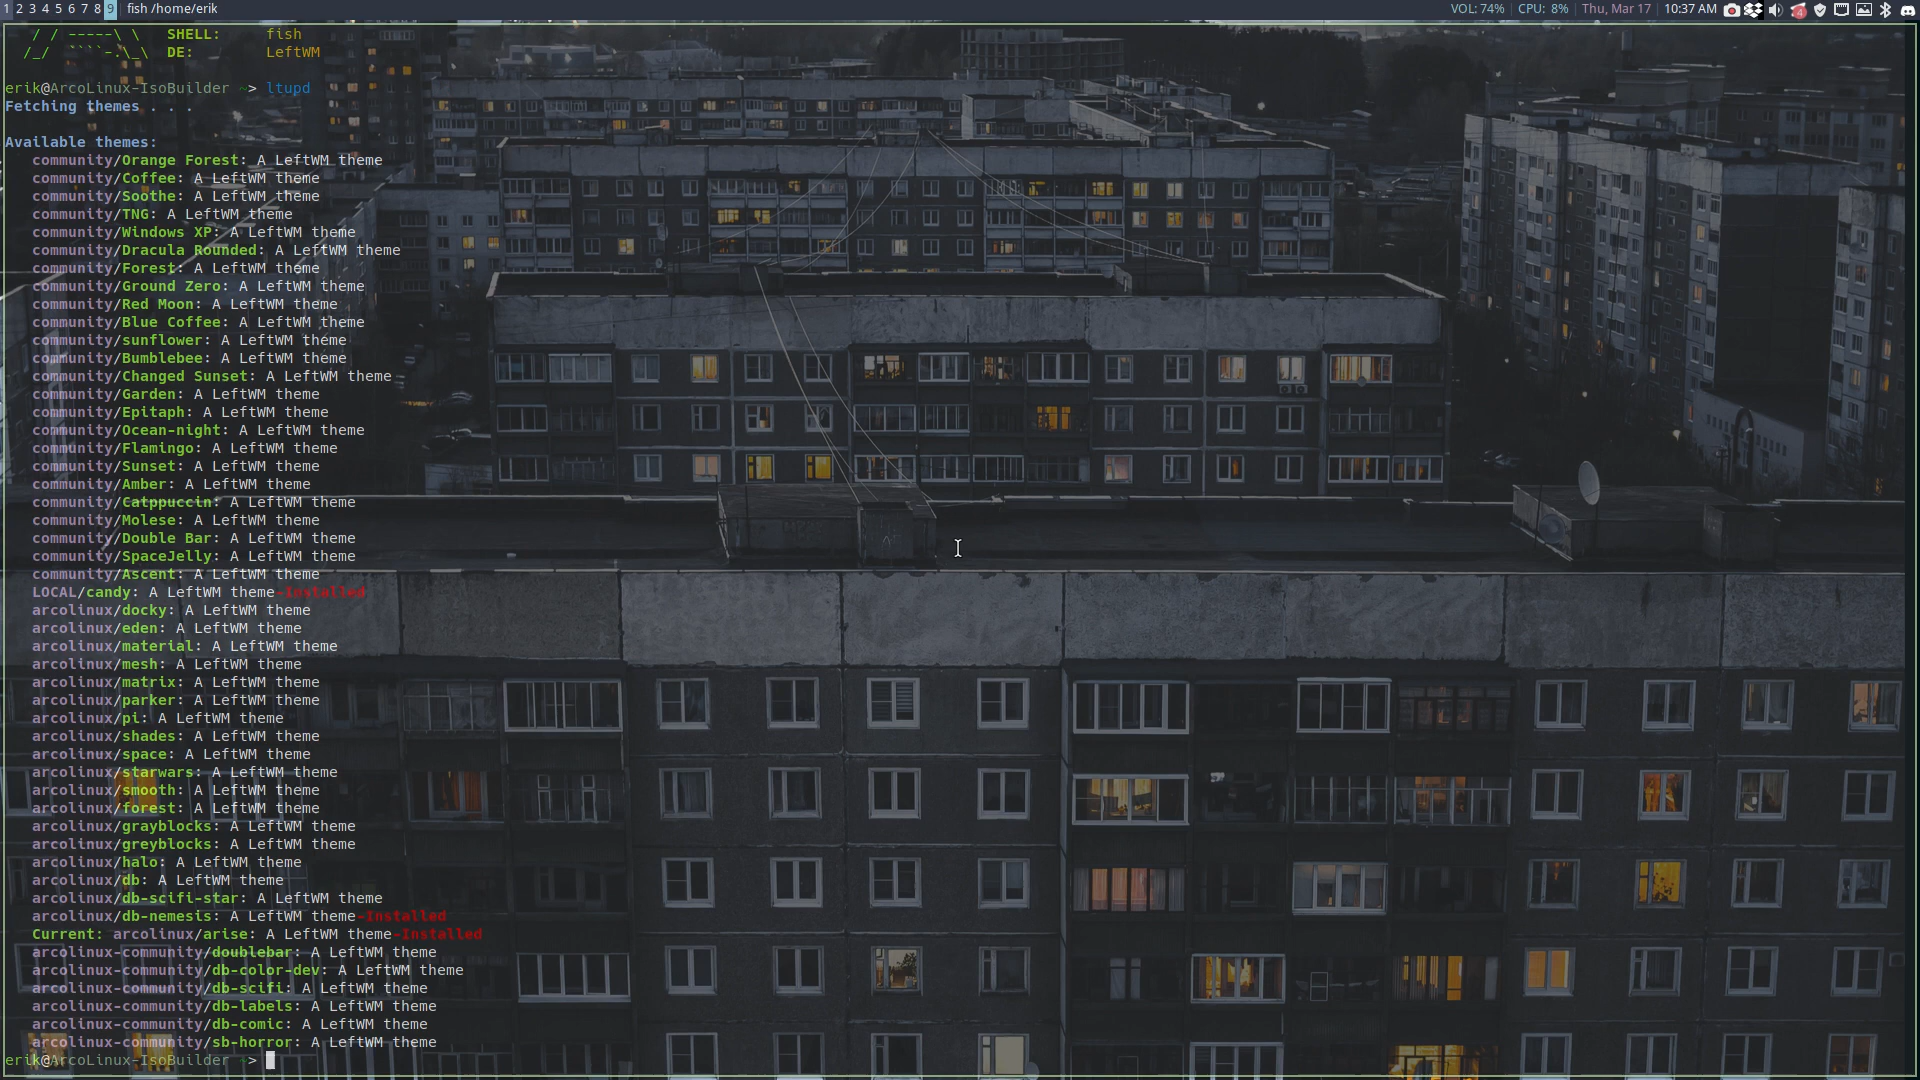 1 2 3 4 5 6 7 8 9 fish /home/erik VOL: 74% CPU: 8% Thu, Mar 17 10:37 AM
/ / -----\ \ SHELL: fish
/_/ ````-.\_\ DE: LeftWM
erik@ArcoLinux-IsoBuilder ~> ltupd
Fetching themes . . .
Available themes:
community/Orange Forest: A LeftWM theme
community/Coffee: A LeftWM theme
community/Soothe: A LeftWM theme
community/TNG: A LeftWM theme
community/Windows XP: A LeftWM theme
community/Dracula Rounded: A LeftWM theme
community/Forest: A LeftWM theme
community/Ground Zero: A LeftWM theme
community/Red Moon: A LeftWM theme
community/Blue Coffee: A LeftWM theme
community/sunflower: A LeftWM theme
community/Bumblebee: A LeftWM theme
community/Changed Sunset: A LeftWM theme
community/Garden: A LeftWM theme
community/Epitaph: A LeftWM theme
community/Ocean-night: A LeftWM theme
community/Flamingo: A LeftWM theme
community/Sunset: A LeftWM theme
community/Amber: A LeftWM theme
community/Catppuccin: A LeftWM theme
community/Molese: A LeftWM theme
community/Double Bar: A LeftWM theme
community/SpaceJelly: A LeftWM theme
community/Ascent: A LeftWM theme
LOCAL/candy: A LeftWM theme-Installed
arcolinux/docky: A LeftWM theme
arcolinux/eden: A LeftWM theme
arcolinux/material: A LeftWM theme
arcolinux/mesh: A LeftWM theme
arcolinux/matrix: A LeftWM theme
arcolinux/parker: A LeftWM theme
arcolinux/pi: A LeftWM theme
arcolinux/shades: A LeftWM theme
arcolinux/space: A LeftWM theme
arcolinux/starwars: A LeftWM theme
arcolinux/smooth: A LeftWM theme
arcolinux/forest: A LeftWM theme
arcolinux/grayblocks: A LeftWM theme
arcolinux/greyblocks: A LeftWM theme
arcolinux/halo: A LeftWM theme
arcolinux/db: A LeftWM theme
arcolinux/db-scifi-star: A LeftWM theme
arcolinux/db-nemesis: A LeftWM theme-Installed
Current: arcolinux/arise: A LeftWM theme-Installed
arcolinux-community/doublebar: A LeftWM theme
arcolinux-community/db-color-dev: A LeftWM theme
arcolinux-community/db-scifi: A LeftWM theme
arcolinux-community/db-labels: A LeftWM theme
arcolinux-community/db-comic: A LeftWM theme
arcolinux-community/sb-horror: A LeftWM theme
erik@ArcoLinux-IsoBuilder ~>